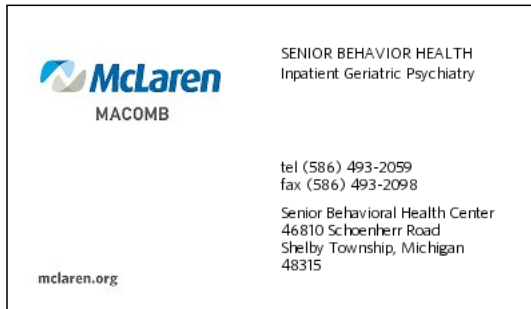 McLaren
MACOMB
SENIOR BEHAVIOR HEALTH
Inpatient Geriatric Psychiatry
tel (586) 493-2059
fax (586) 493-2098
Senior Behavioral Health Center
46810 Schoenherr Road
Shelby Township, Michigan
48315
mclaren.org